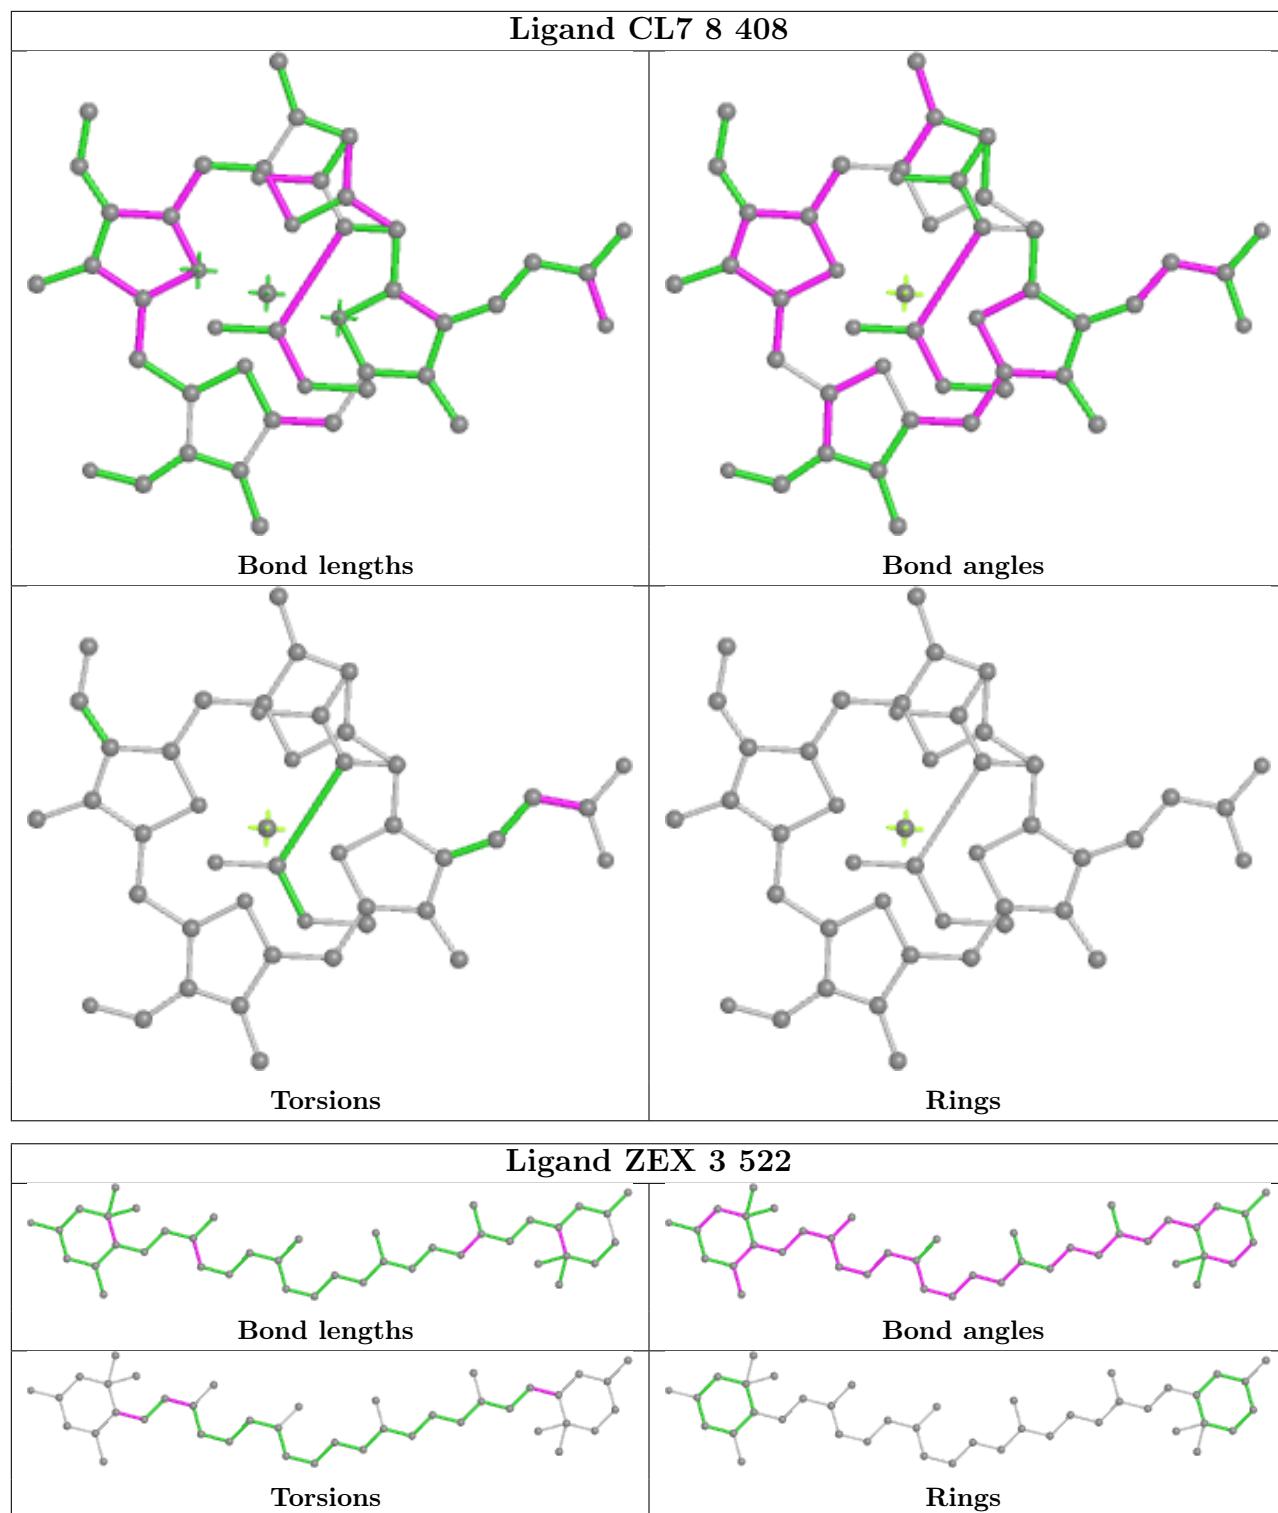 Ligand CL7 8 408
Bond lengths
Bond angles
Torsions
Rings
Ligand ZEX 3 522
Bond lengths
Bond angles
Torsions
Rings